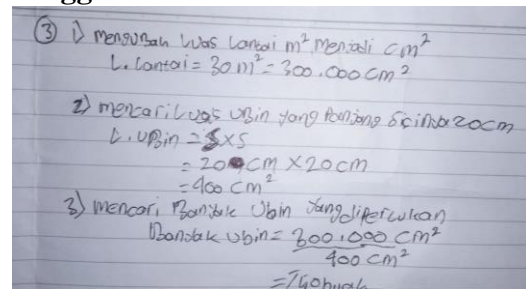 ③ 1) mengubah Luas Lantai m² menjadi cm²
L. Lantai = 30 m² = 300.000 cm²
2) mencari Luas Ubin yang Panjang Sisinya 20cm
L. Ubin = S x S
= 20 cm x 20 cm
= 400 cm²
3) mencari Banyak Ubin yang diperlukan
Banyak Ubin = 300.000 cm²
400 cm²
= 750 buah